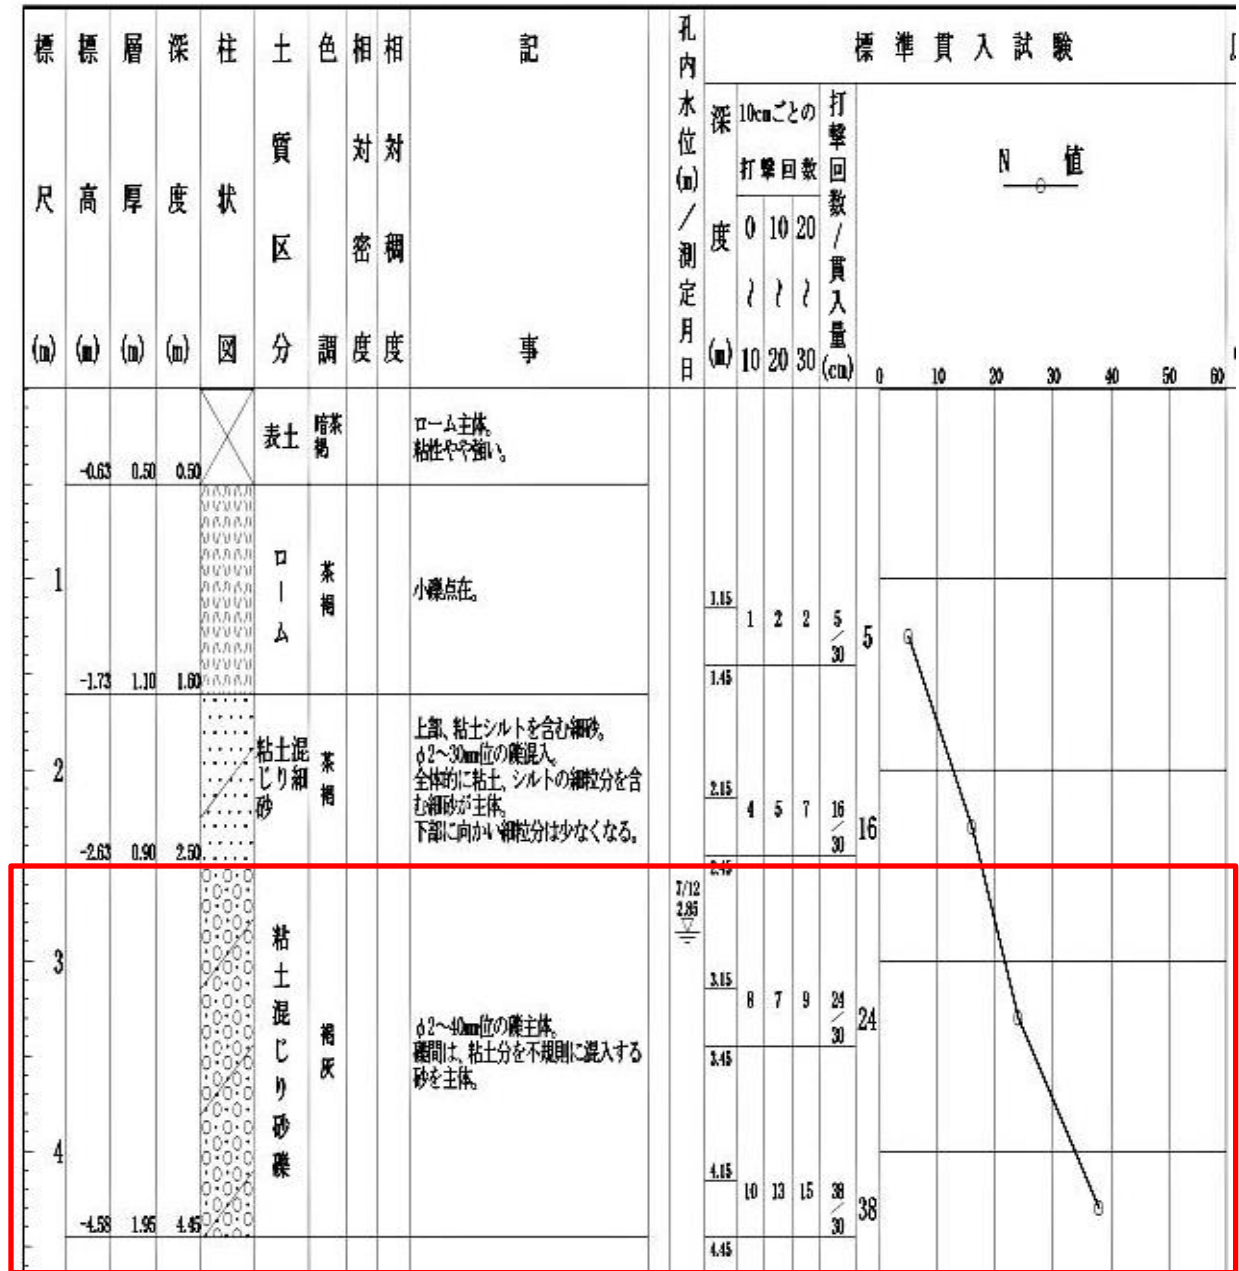 標尺(m)
標高(m)
層厚(m)
深度(m)
柱状図
土質区分
色調
相対密度
相対稠度
記事
孔内水位(m)/測定月日
標準貫入試験
深度(m)
10cmごとの
打撃回数
0 10 20
~ ~ ~
10 20 30
打撃回数/貫入量(cm)
N 値
0 10 20 30 40 50 60
-0.63 0.50 0.50
表土
暗茶褐
ローム主体。
粘性やや強い。
1
ローム
茶褐
小礫点在。
-1.73 1.10 1.60
1.15
1 2 2 5/30 5
1.45
2
粘土混
じり細
砂
茶褐
上部、粘土シルトを含む細砂。
φ2~30mm位の礫混入。
全体的に粘土、シルトの細粒分を含
む細砂が主体。
下部に向かい細粒分は少なくなる。
-2.63 0.90 2.50
2.15
4 5 7 16/30 16
2.45
7/12
2.85
3
粘土混じり砂礫
褐灰
φ2~40mm位の礫主体。
礫間は、粘土分を不規則に混入する
砂を主体。
3.15
8 7 9 24/30 24
3.45
4
4.15
10 13 15 38/30 38
4.45
-4.58 1.95 4.45